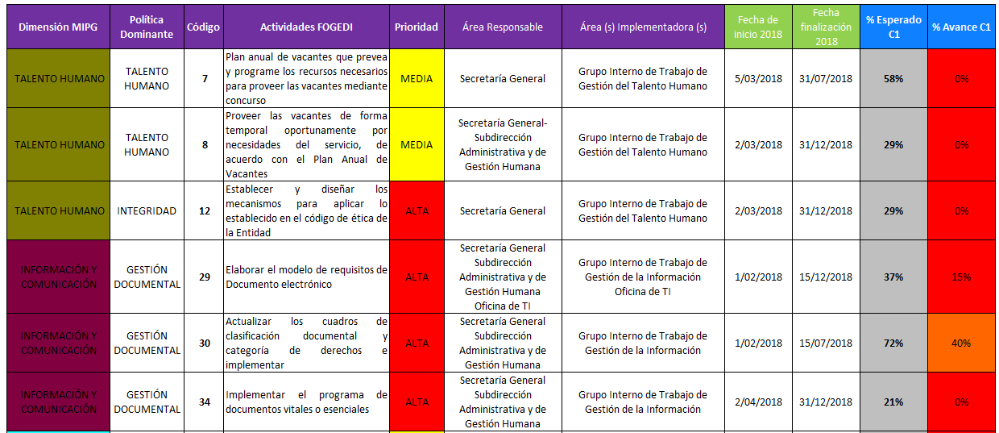 Dimensión MIPG
Política
Dominante
Código
Actividades FOGEDI
Prioridad
Área Responsable
Área (s) Implementadora (s)
Fecha de
inicio 2018
Fecha
finalización
2018
% Esperado
C1
% Avance C1
TALENTO HUMANO
TALENTO
HUMANO
7
Plan anual de vacantes que prevea
y programe los recursos necesarios
para proveer las vacantes mediante
concurso
MEDIA
Secretaría General
Grupo Interno de Trabajo de
Gestión del Talento Humano
5/03/2018
31/07/2018
58%
0%
TALENTO HUMANO
TALENTO
HUMANO
8
Proveer las vacantes de forma
temporal oportunamente por
necesidades del servicio, de
acuerdo con el Plan Anual de
Vacantes
MEDIA
Secretaría General-
Subdirección
Administrativa y de
Gestión Humana
Grupo Interno de Trabajo de
Gestión del Talento Humano
2/03/2018
31/12/2018
29%
0%
TALENTO HUMANO
INTEGRIDAD
12
Establecer y diseñar los
mecanismos para aplicar lo
establecido en el código de ética de
la Entidad
ALTA
Secretaría General
Grupo Interno de Trabajo de
Gestión del Talento Humano
2/03/2018
31/12/2018
29%
0%
INFORMACIÓN Y
COMUNICACIÓN
GESTIÓN
DOCUMENTAL
29
Elaborar el modelo de requisitos de
Documento electrónico
ALTA
Secretaría General
Subdirección
Administrativa y de
Gestión Humana
Oficina de TI
Grupo Interno de Trabajo de
Gestión de la Información
Oficina de TI
1/02/2018
15/12/2018
37%
15%
INFORMACIÓN Y
COMUNICACIÓN
GESTIÓN
DOCUMENTAL
30
Actualizar los cuadros de
clasificación documental y
categoría de derechos e
implementar
ALTA
Secretaría General
Subdirección
Administrativa y de
Gestión Humana
Grupo Interno de Trabajo de
Gestión de la Información
1/02/2018
15/07/2018
72%
40%
INFORMACIÓN Y
COMUNICACIÓN
GESTIÓN
DOCUMENTAL
34
Implementar el programa de
documentos vitales o esenciales
ALTA
Secretaría General
Subdirección
Administrativa y de
Gestión Humana
Grupo Interno de Trabajo de
Gestión de la Información
2/04/2018
31/12/2018
21%
0%